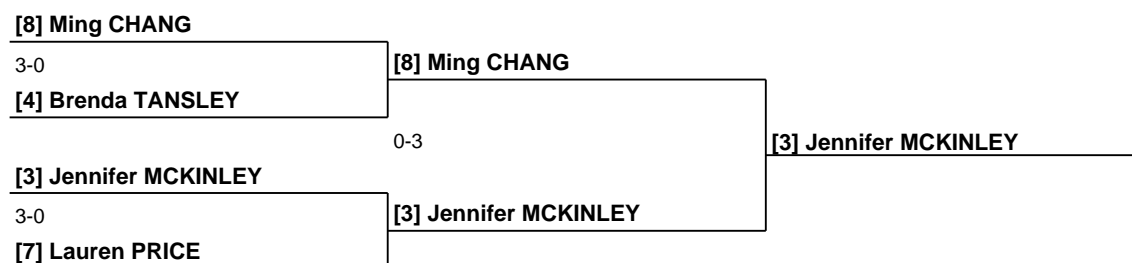 [8] Ming CHANG
3-0
[8] Ming CHANG
[4] Brenda TANSLEY
0-3
[3] Jennifer MCKINLEY
[3] Jennifer MCKINLEY
3-0
[3] Jennifer MCKINLEY
[7] Lauren PRICE